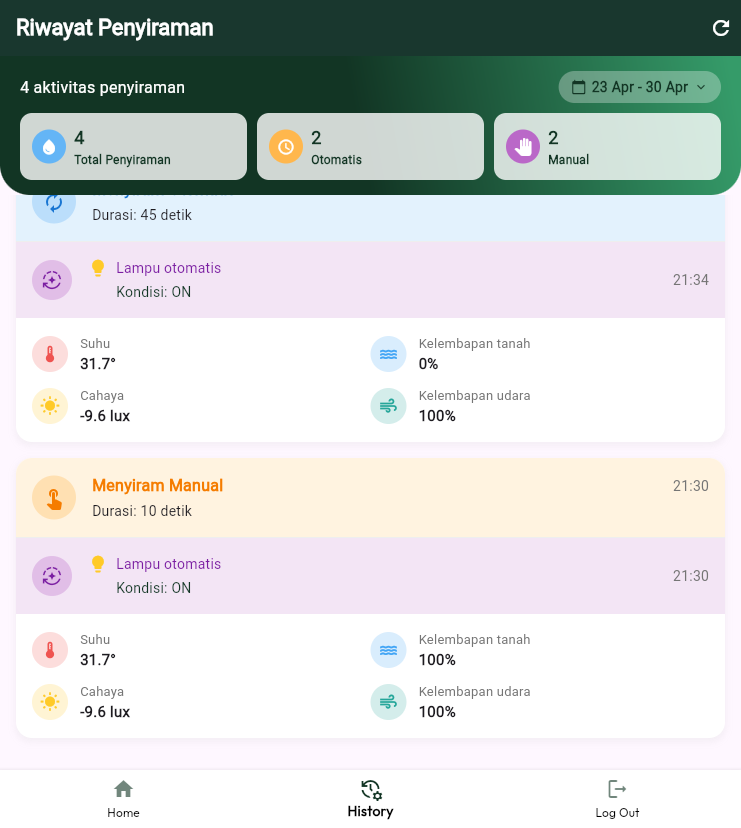 Riwayat Penyiraman
4 aktivitas penyiraman
23 Apr - 30 Apr
4
Total Penyiraman
2
Otomatis
2
Manual
Durasi: 45 detik
Lampu otomatis
21:34
Kondisi: ON
Suhu
31.7°
Kelembapan tanah
0%
Cahaya
-9.6 lux
Kelembapan udara
100%
Menyiram Manual
21:30
Durasi: 10 detik
Lampu otomatis
21:30
Kondisi: ON
Suhu
31.7°
Kelembapan tanah
100%
Cahaya
-9.6 lux
Kelembapan udara
100%
Home
History
Log Out